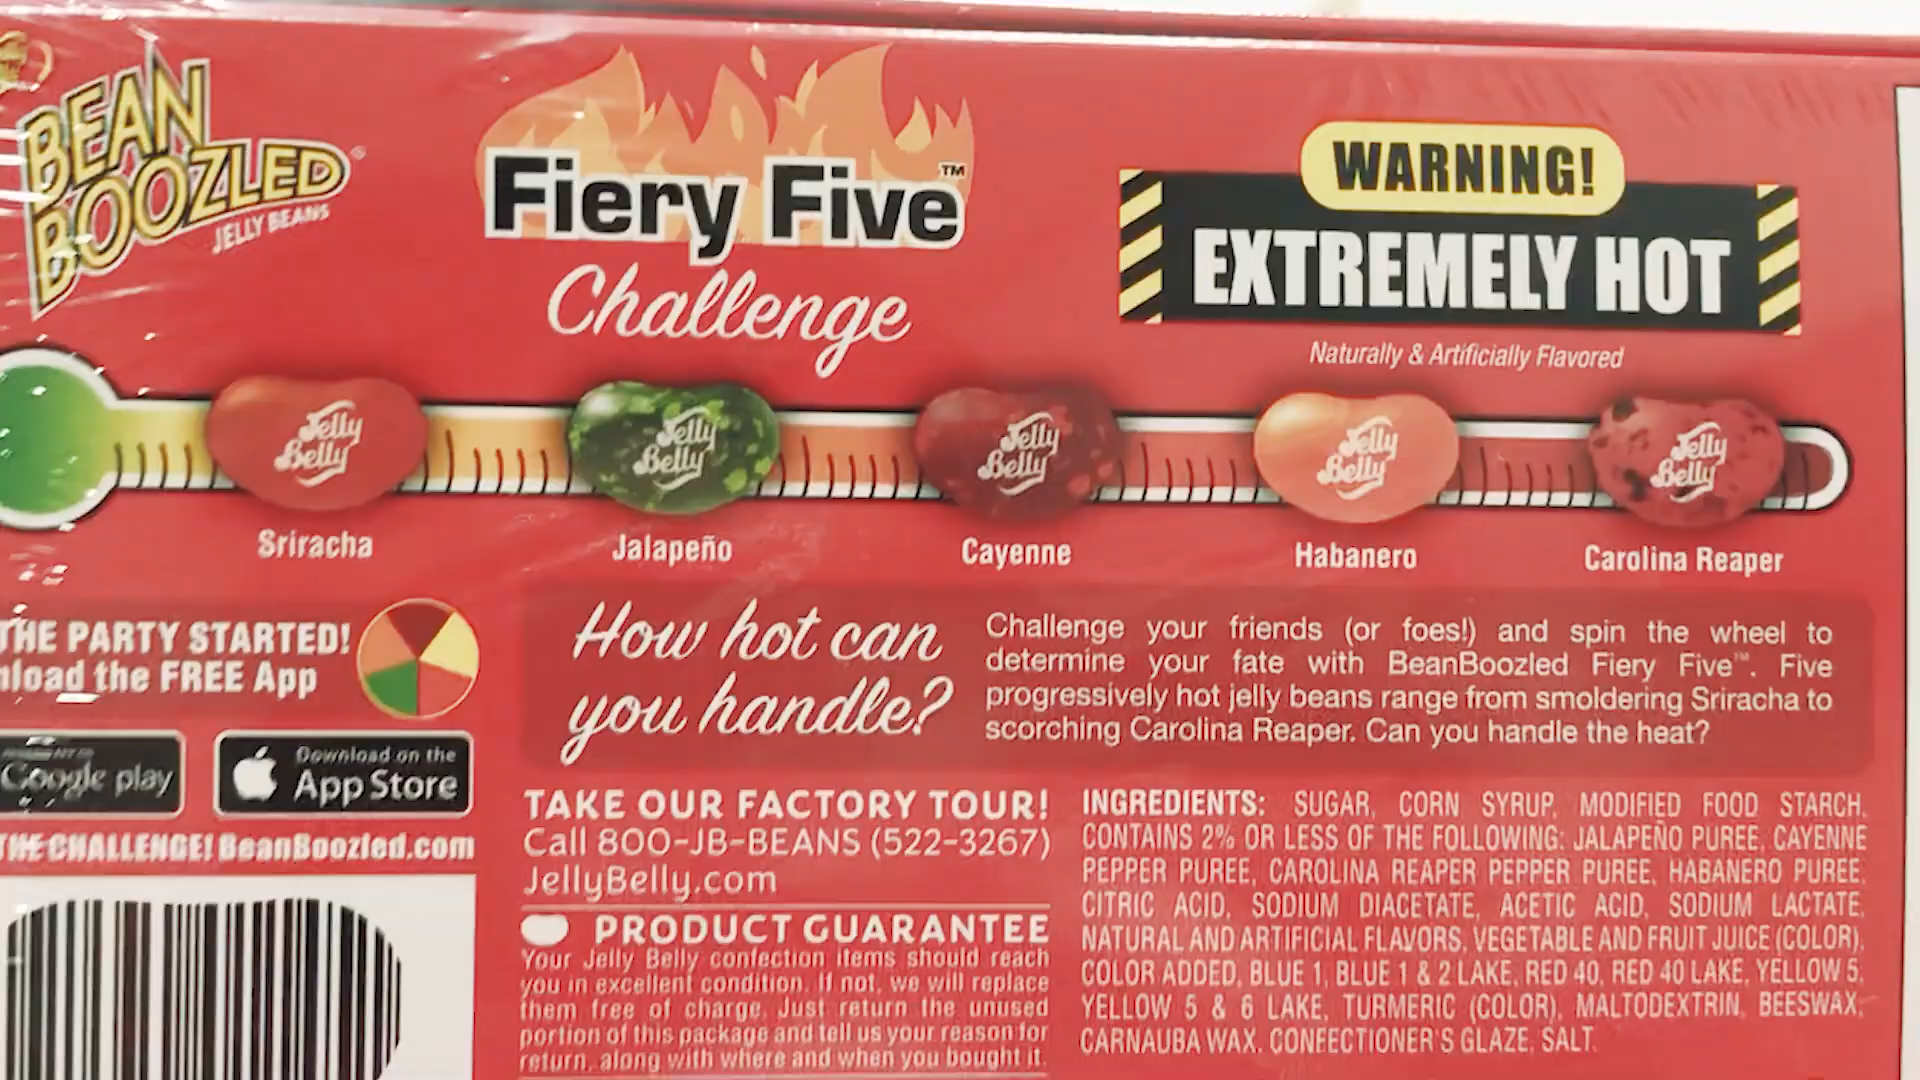 BEAN
BOOZLED®
JELLY BEANS
Fiery Five™
Challenge
WARNING!
EXTREMELY HOT
Naturally & Artificially Flavored
Jelly
Belly
Jelly
Belly
Jelly
Belly
Jelly
Belly
Jelly
Belly
Sriracha
Jalapeño
Cayenne
Habanero
Carolina Reaper
THE PARTY STARTED!
nload the FREE App
Google play
Download on the
App Store
THE CHALLENGE! BeanBoozled.com
How hot can
you handle?
Challenge your friends (or foes!) and spin the wheel to
determine your fate with BeanBoozled Fiery Five™. Five
progressively hot jelly beans range from smoldering Sriracha to
scorching Carolina Reaper. Can you handle the heat?
TAKE OUR FACTORY TOUR!
Call 800-JB-BEANS (522-3267)
JellyBelly.com
PRODUCT GUARANTEE
Your Jelly Belly confection items should reach
you in excellent condition. If not, we will replace
them free of charge. Just return the unused
portion of this package and tell us your reason for
return, along with where and when you bought it.
INGREDIENTS: SUGAR, CORN SYRUP, MODIFIED FOOD STARCH.
CONTAINS 2% OR LESS OF THE FOLLOWING: JALAPEÑO PUREE, CAYENNE
PEPPER PUREE, CAROLINA REAPER PEPPER PUREE, HABANERO PUREE,
CITRIC ACID, SODIUM DIACETATE, ACETIC ACID, SODIUM LACTATE,
NATURAL AND ARTIFICIAL FLAVORS, VEGETABLE AND FRUIT JUICE (COLOR),
COLOR ADDED, BLUE 1, BLUE 1 & 2 LAKE, RED 40, RED 40 LAKE, YELLOW 5,
YELLOW 5 & 6 LAKE, TURMERIC (COLOR), MALTODEXTRIN, BEESWAX,
CARNAUBA WAX, CONFECTIONER'S GLAZE, SALT.